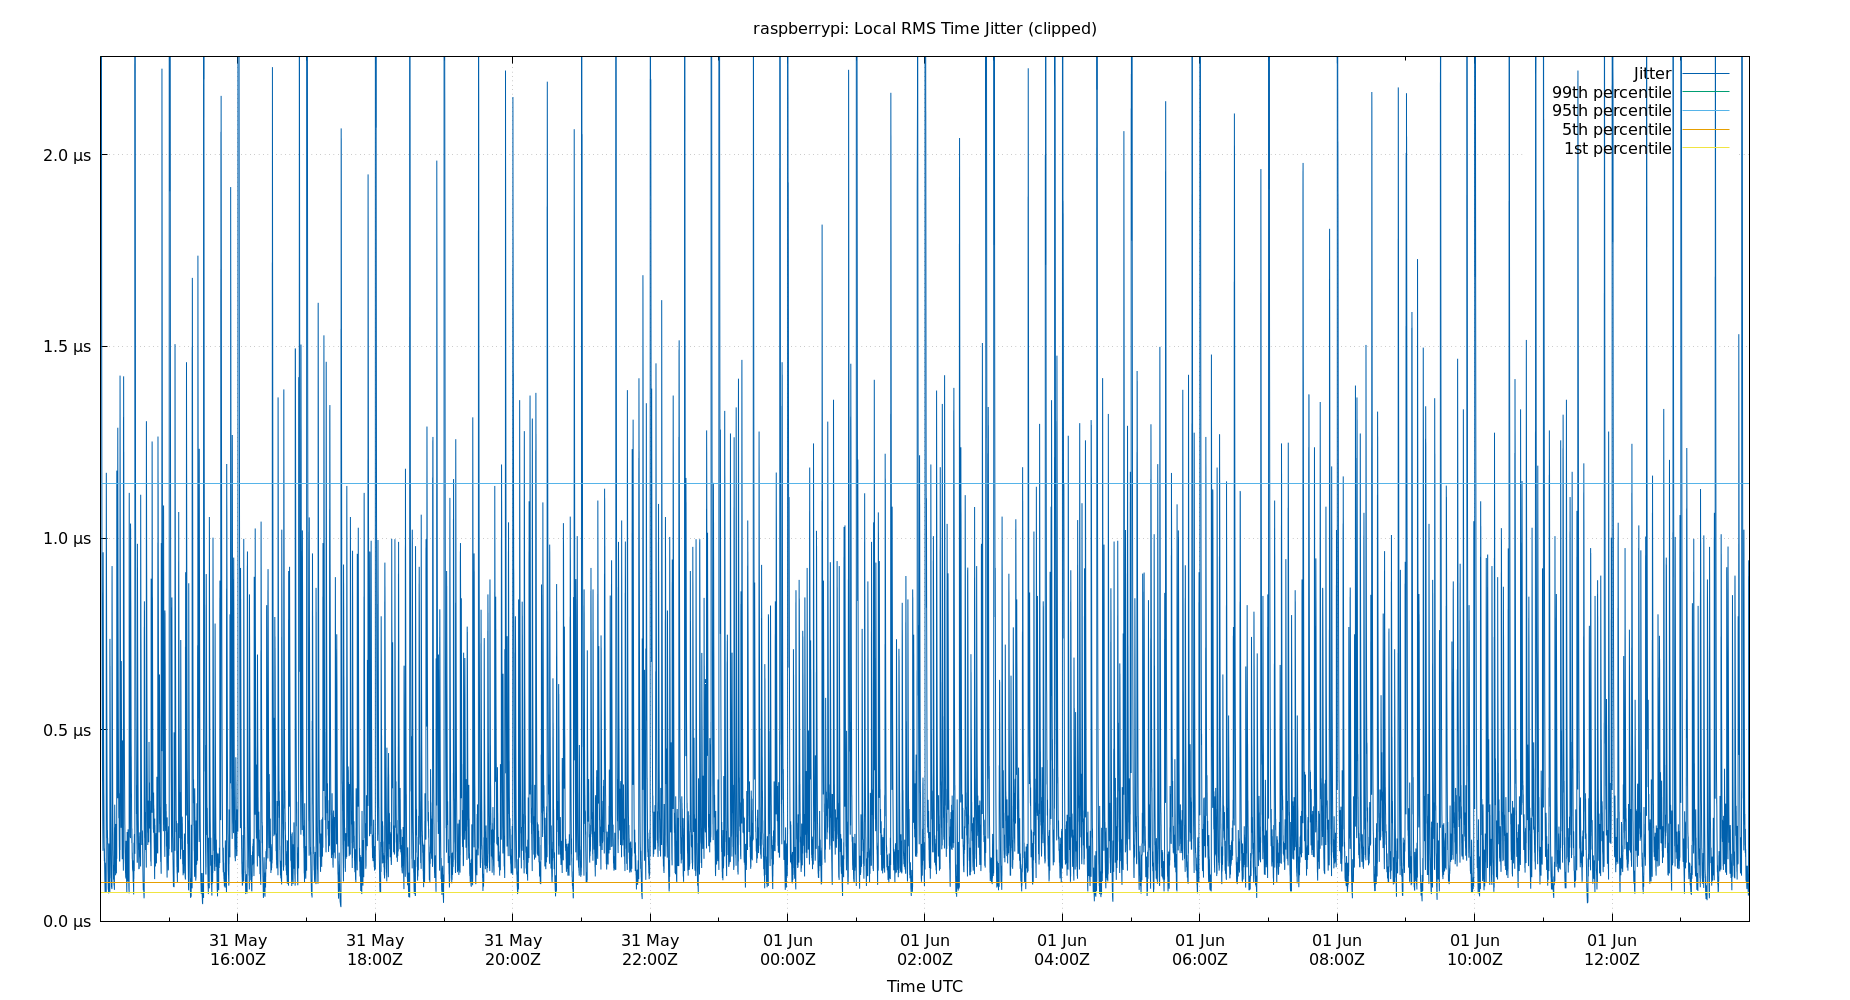 raspberrypi: Local RMS Time Jitter (clipped)
Jitter
99th percentile
95th percentile
5th percentile
1st percentile
2.0 µs
1.5 µs
1.0 µs
0.5 µs
0.0 µs
31 May 31 May 31 May 31 May 01 Jun 01 Jun 01 Jun 01 Jun 01 Jun 01 Jun 01 Jun
16:00Z 18:00Z 20:00Z 22:00Z 00:00Z 02:00Z 04:00Z 06:00Z 08:00Z 10:00Z 12:00Z
Time UTC